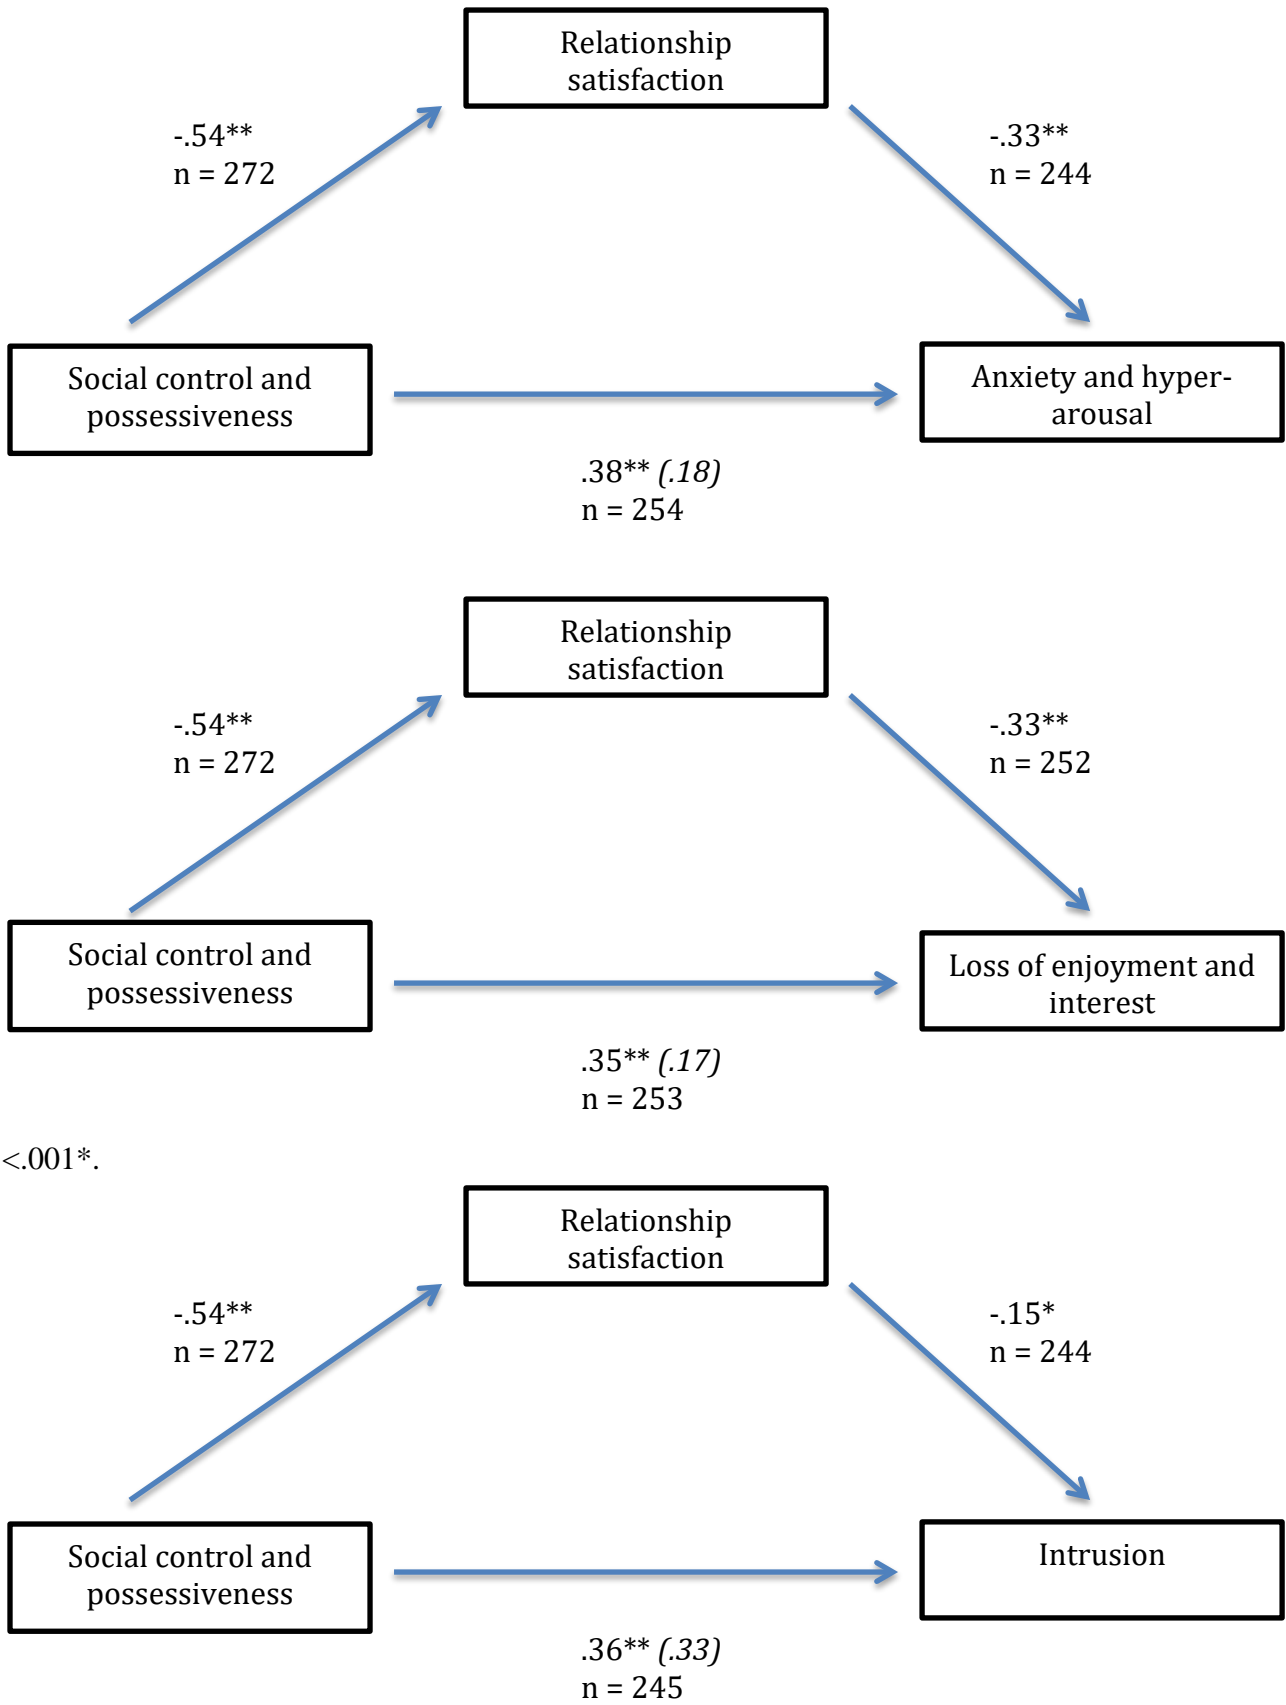 Relationship
satisfaction
-.54**
n = 272
-.33**
n = 244
Social control and
possessiveness
Anxiety and hyper-
arousal
.38** (.18)
n = 254
Relationship
satisfaction
-.54**
n = 272
-.33**
n = 252
Social control and
possessiveness
Loss of enjoyment and
interest
.35** (.17)
n = 253
<.001*.
Relationship
satisfaction
-.54**
n = 272
-.15*
n = 244
Social control and
possessiveness
Intrusion
.36** (.33)
n = 245